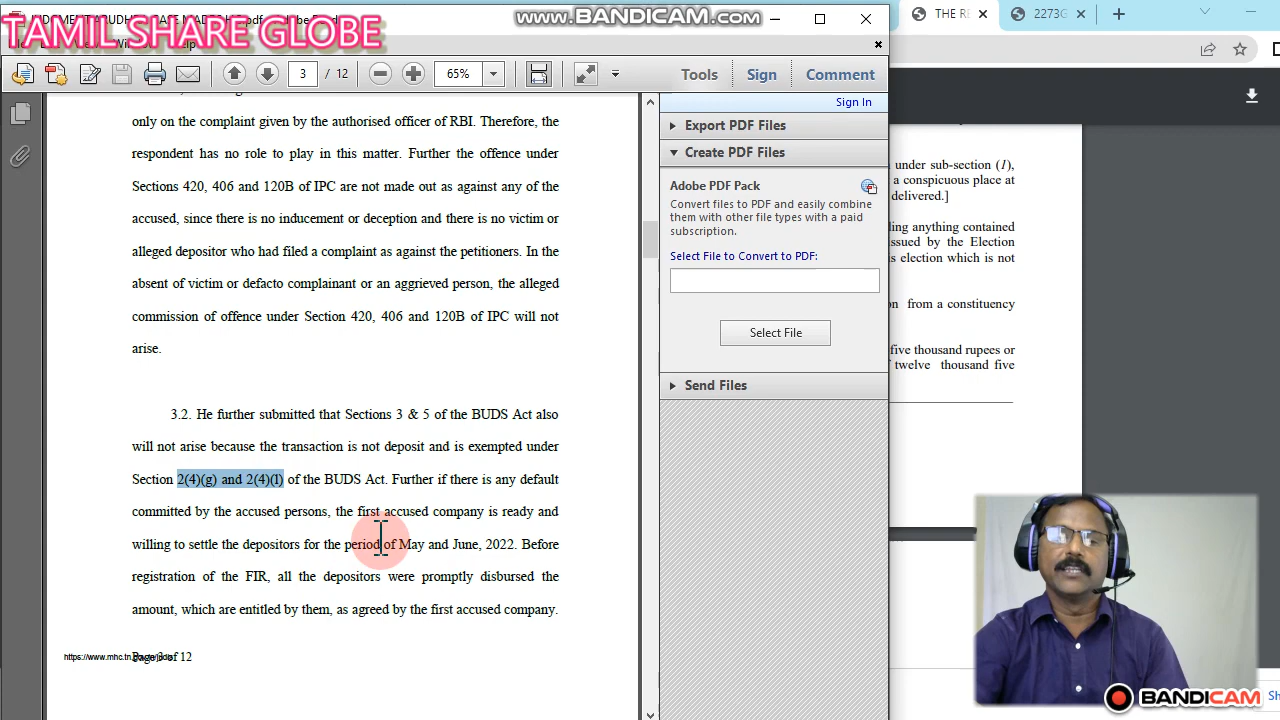 www.BANDICAM.com
TAMIL SHARE GLOBE
THE RE
2273G
3 / 12
65%
Tools
Sign
Comment
Sign In
Export PDF Files
Create PDF Files
Adobe PDF Pack
Convert files to PDF and easily combine
them with other file types with a paid
subscription.
Select File to Convert to PDF:
Select File
Send Files
only on the complaint given by the authorised officer of RBI. Therefore, the
respondent has no role to play in this matter. Further the offence under
Sections 420, 406 and 120B of IPC are not made out as against any of the
accused, since there is no inducement or deception and there is no victim or
alleged depositor who had filed a complaint as against the petitioners. In the
absent of victim or defacto complainant or an aggrieved person, the alleged
commission of offence under Section 420, 406 and 120B of IPC will not
arise.
3.2. He further submitted that Sections 3 & 5 of the BUDS Act also
will not arise because the transaction is not deposit and is exempted under
Section 2(4)(g) and 2(4)(l) of the BUDS Act. Further if there is any default
committed by the accused persons, the first accused company is ready and
willing to settle the depositors for the period of May and June, 2022. Before
registration of the FIR, all the depositors were promptly disbursed the
amount, which are entitled by them, as agreed by the first accused company.
Page 3 of 12
under sub-section (1),
a conspicuous place at
delivered.]
ling anything contained
issued by the Election
s election which is not
on from a constituency
five thousand rupees or
twelve thousand five
BANDICAM